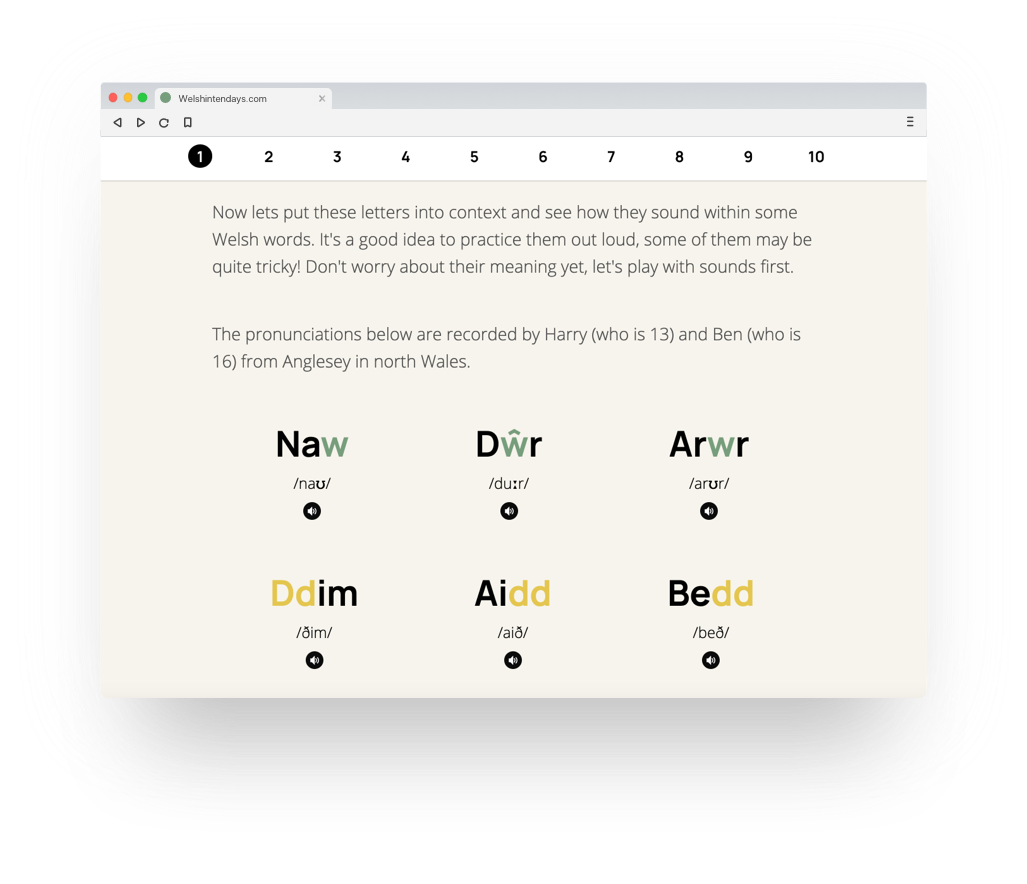 Welshintendays.com
1 2 3 4 5 6 7 8 9 10
Now lets put these letters into context and see how they sound within some
Welsh words. It's a good idea to practice them out loud, some of them may be
quite tricky! Don't worry about their meaning yet, let's play with sounds first.
The pronunciations below are recorded by Harry (who is 13) and Ben (who is
16) from Anglesey in north Wales.
Naw Dŵr Arwr
/naʊ/ /duːr/ /arʊr/
Ddim Aidd Bedd
/ðim/ /aið/ /beð/